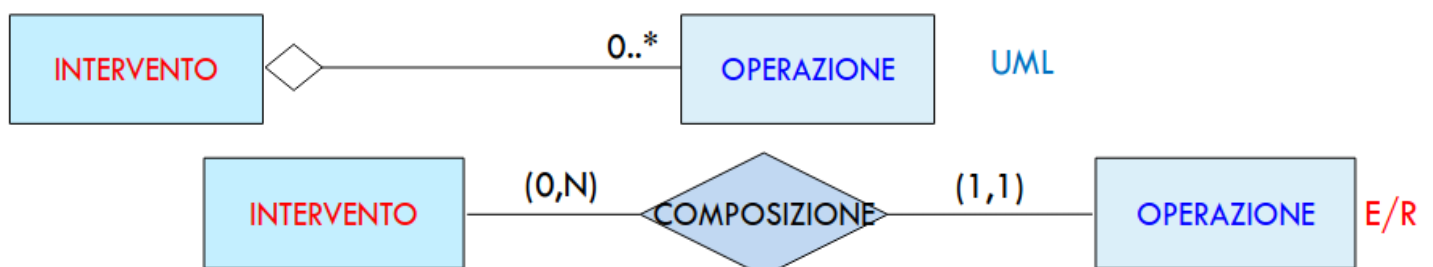 INTERVENTO 0..* OPERAZIONE UML
INTERVENTO (0,N) COMPOSIZIONE (1,1) OPERAZIONE E/R